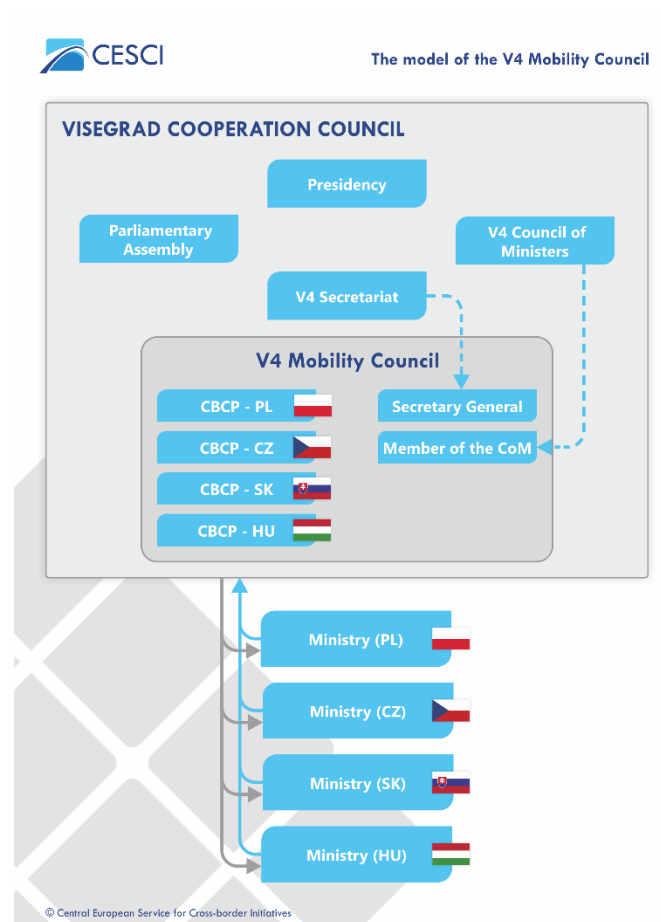 CESCI
The model of the V4 Mobility Council
VISEGRAD COOPERATION COUNCIL
Presidency
Parliamentary
Assembly
V4 Council of
Ministers
V4 Secretariat
V4 Mobility Council
CBCP - PL
Secretary General
CBCP - CZ
Member of the CoM
CBCP - SK
CBCP - HU
Ministry (PL)
Ministry (CZ)
Ministry (SK)
Ministry (HU)
© Central European Service for Cross-border Initiatives